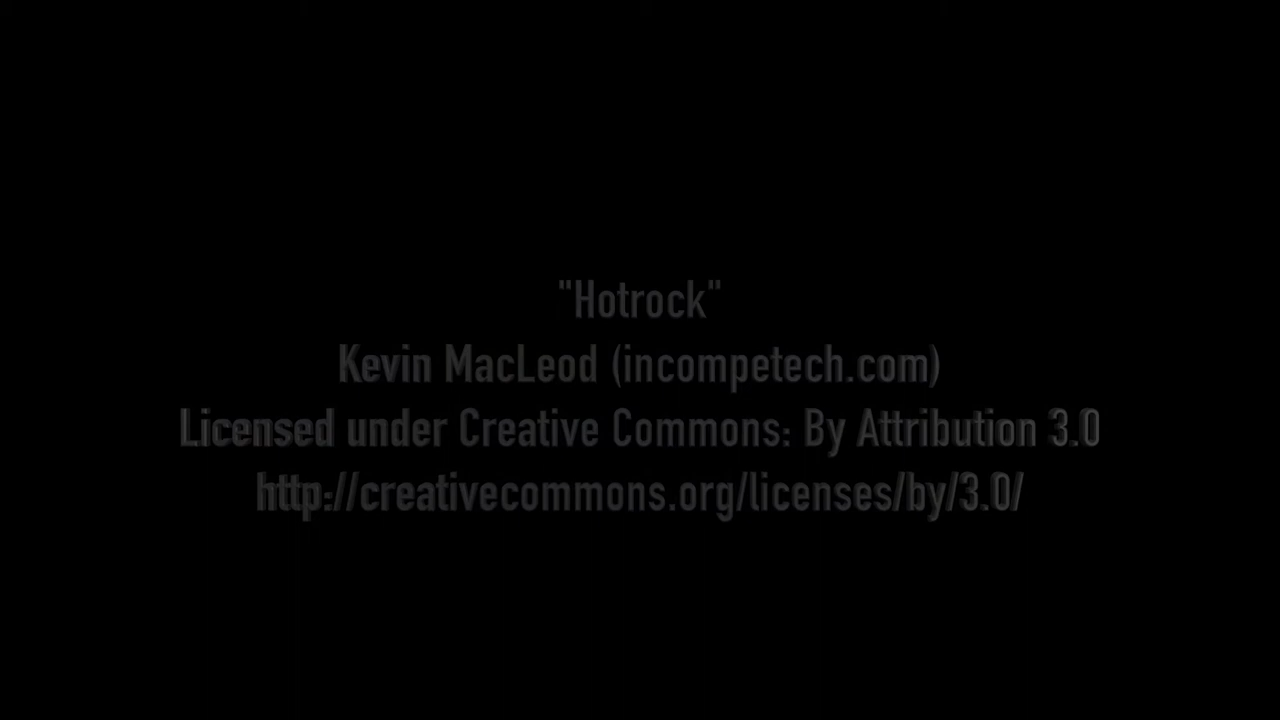 "Hotrock"
Kevin MacLeod (incompetech.com)
Licensed under Creative Commons: By Attribution 3.0
http://creativecommons.org/licenses/by/3.0/